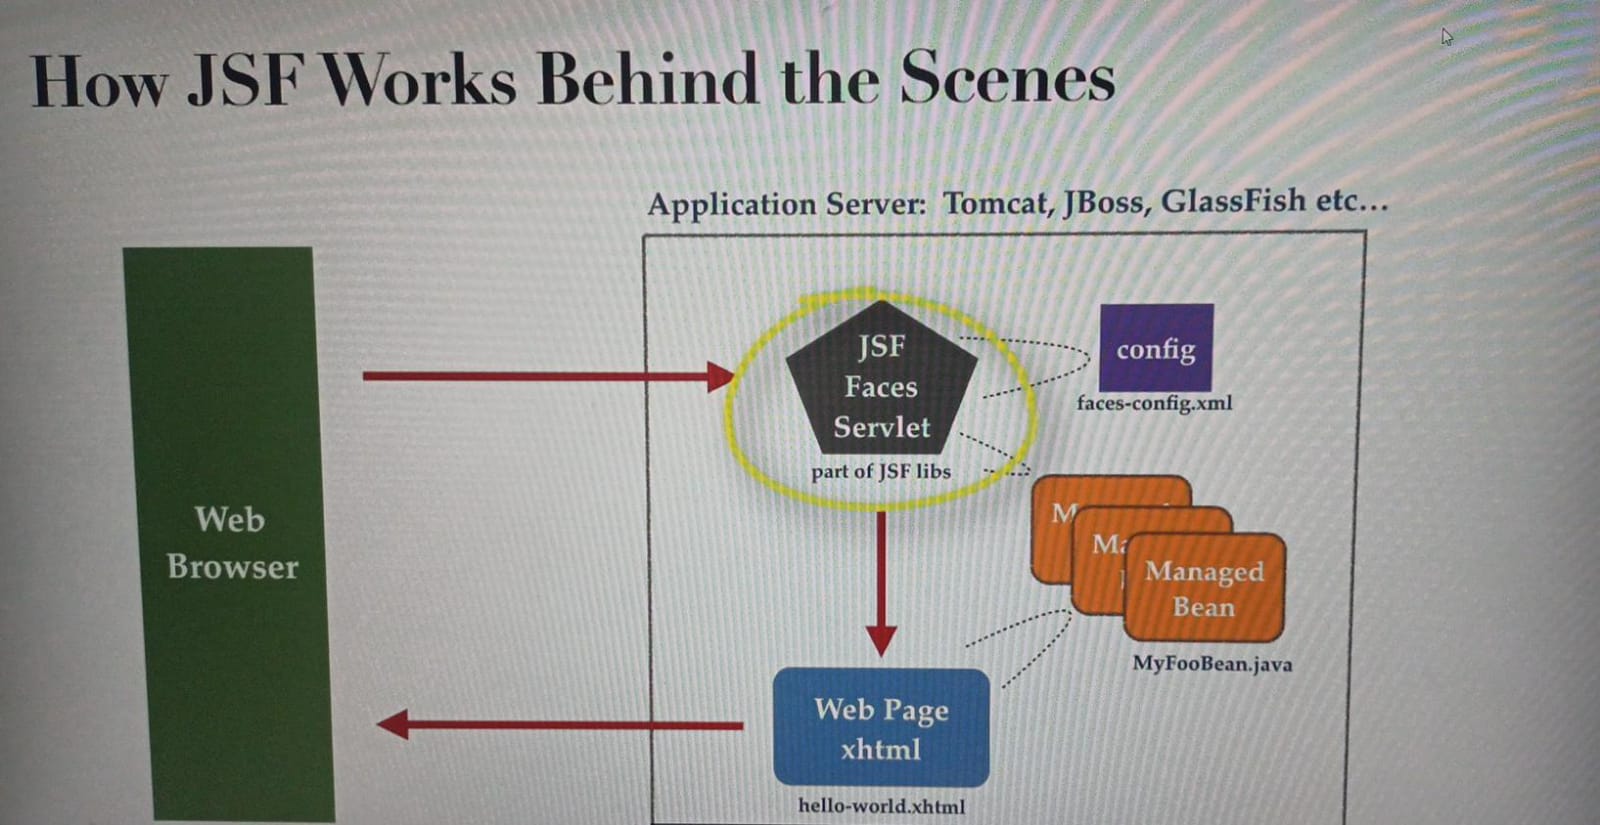 How JSF Works Behind the Scenes
Application Server: Tomcat, JBoss, GlassFish etc...
JSF
Faces
Servlet
part of JSF libs
config
faces-config.xml
Web
Browser
M
Ma
Managed
Bean
MyFooBean.java
Web Page
xhtml
hello-world.xhtml